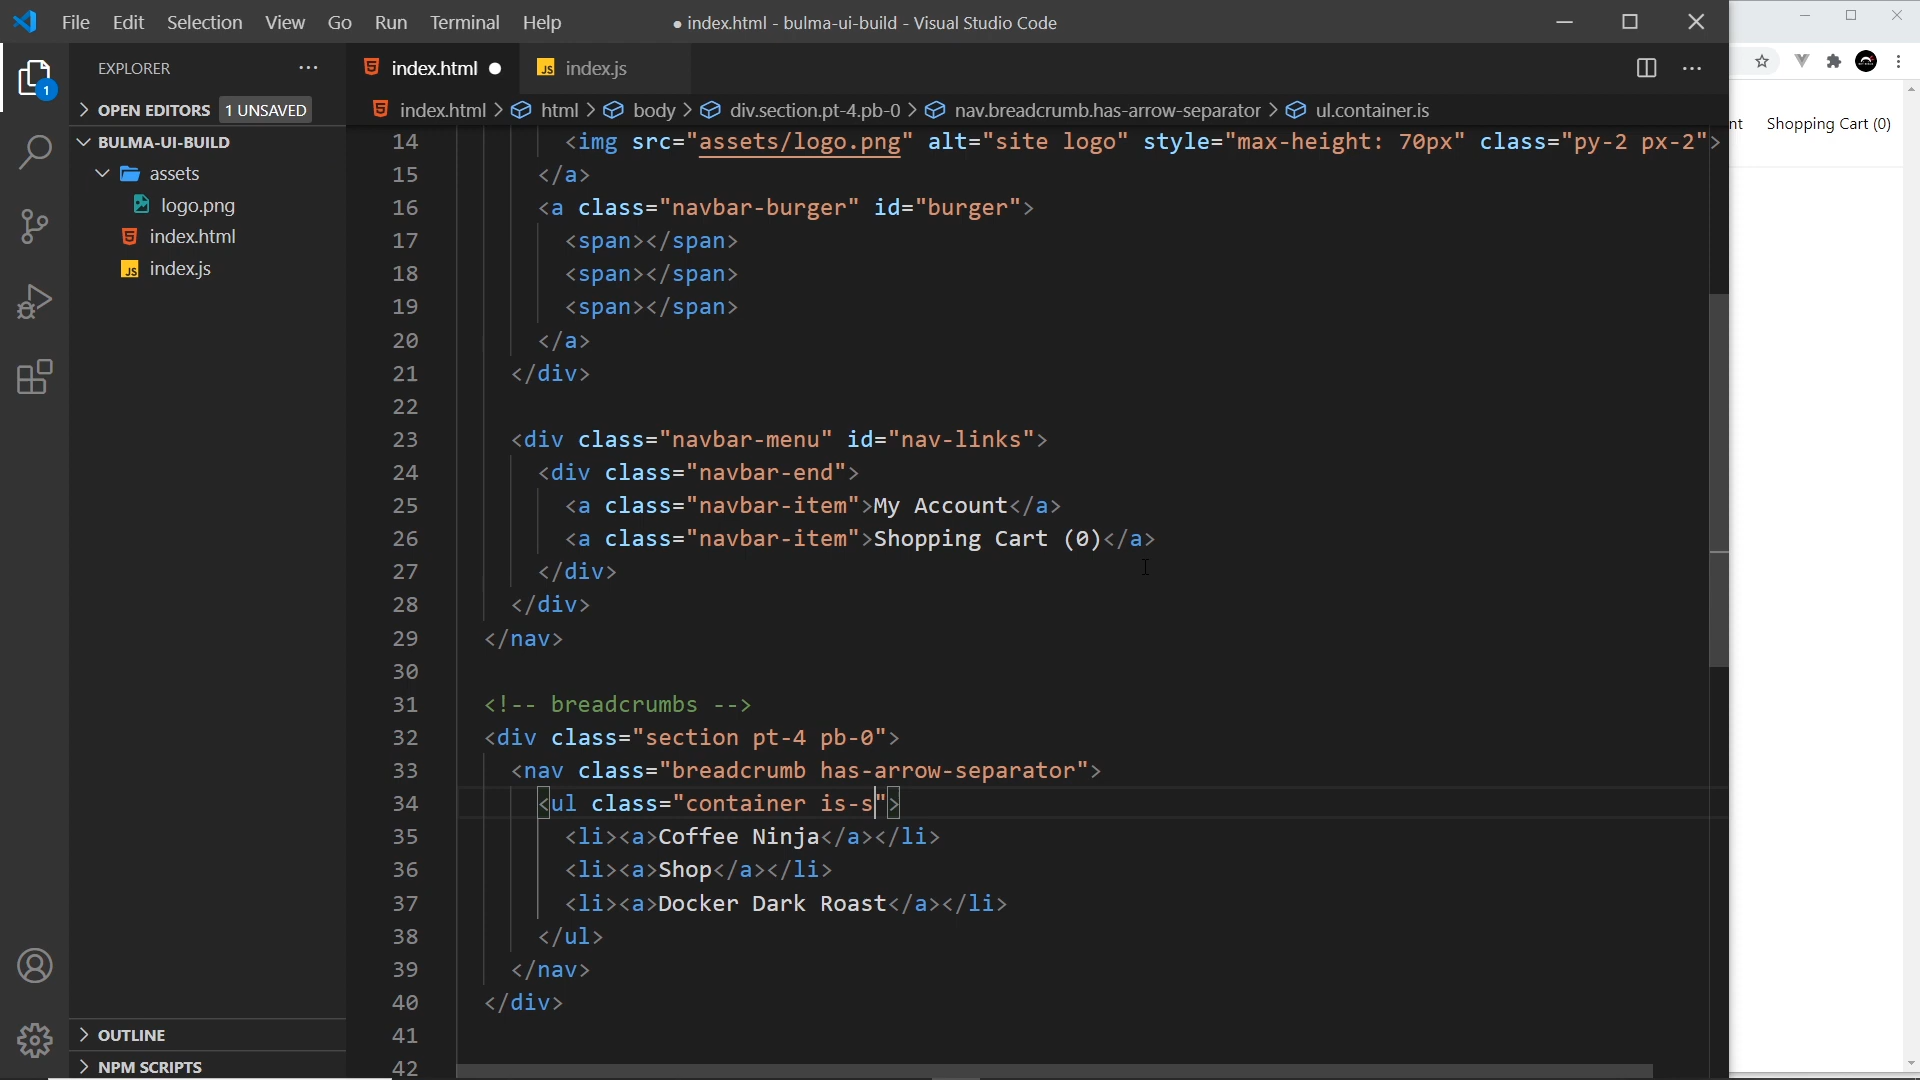 File Edit Selection View Go Run Terminal Help
● index.html - bulma-ui-build - Visual Studio Code
EXPLORER
index.html
JS index.js
1
OPEN EDITORS 1 UNSAVED
index.html > html > body > div.section.pt-4.pb-0 > nav.breadcrumb.has-arrow-separator > ul.container.is
BULMA-UI-BUILD
assets
logo.png
index.html
JS index.js
14 <img src="assets/logo.png" alt="site logo" style="max-height: 70px" class="py-2 px-2">
15 </a>
16 <a class="navbar-burger" id="burger">
17 <span></span>
18 <span></span>
19 <span></span>
20 </a>
21 </div>
22
23 <div class="navbar-menu" id="nav-links">
24 <div class="navbar-end">
25 <a class="navbar-item">My Account</a>
26 <a class="navbar-item">Shopping Cart (0)</a>
27 </div>
28 </div>
29 </nav>
30
31 <!-- breadcrumbs -->
32 <div class="section pt-4 pb-0">
33 <nav class="breadcrumb has-arrow-separator">
34 <ul class="container is-s">
35 <li><a>Coffee Ninja</a></li>
36 <li><a>Shop</a></li>
37 <li><a>Docker Dark Roast</a></li>
38 </ul>
39 </nav>
40 </div>
41
42
OUTLINE
NPM SCRIPTS
nt Shopping Cart (0)